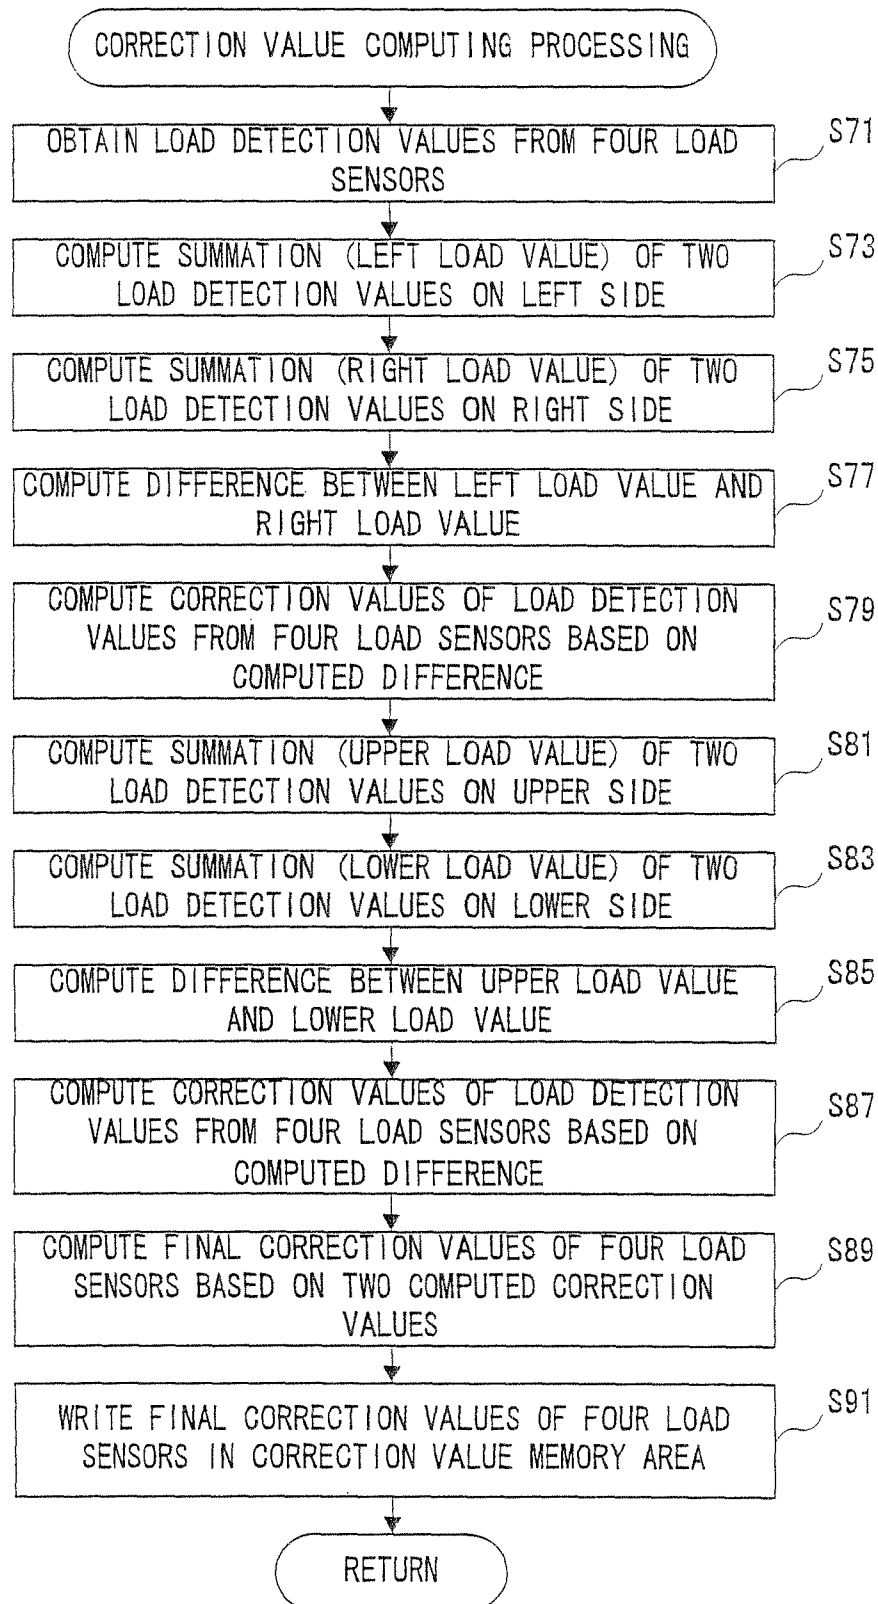 CORRECTION VALUE COMPUTING PROCESSING
S71
OBTAIN LOAD DETECTION VALUES FROM FOUR LOAD
SENSORS
S73
COMPUTE SUMMATION (LEFT LOAD VALUE) OF TWO
LOAD DETECTION VALUES ON LEFT SIDE
S75
COMPUTE SUMMATION (RIGHT LOAD VALUE) OF TWO
LOAD DETECTION VALUES ON RIGHT SIDE
S77
COMPUTE DIFFERENCE BETWEEN LEFT LOAD VALUE AND
RIGHT LOAD VALUE
S79
COMPUTE CORRECTION VALUES OF LOAD DETECTION
VALUES FROM FOUR LOAD SENSORS BASED ON
COMPUTED DIFFERENCE
S81
COMPUTE SUMMATION (UPPER LOAD VALUE) OF TWO
LOAD DETECTION VALUES ON UPPER SIDE
S83
COMPUTE SUMMATION (LOWER LOAD VALUE) OF TWO
LOAD DETECTION VALUES ON LOWER SIDE
S85
COMPUTE DIFFERENCE BETWEEN UPPER LOAD VALUE
AND LOWER LOAD VALUE
S87
COMPUTE CORRECTION VALUES OF LOAD DETECTION
VALUES FROM FOUR LOAD SENSORS BASED ON
COMPUTED DIFFERENCE
S89
COMPUTE FINAL CORRECTION VALUES OF FOUR LOAD
SENSORS BASED ON TWO COMPUTED CORRECTION
VALUES
S91
WRITE FINAL CORRECTION VALUES OF FOUR LOAD
SENSORS IN CORRECTION VALUE MEMORY AREA
RETURN